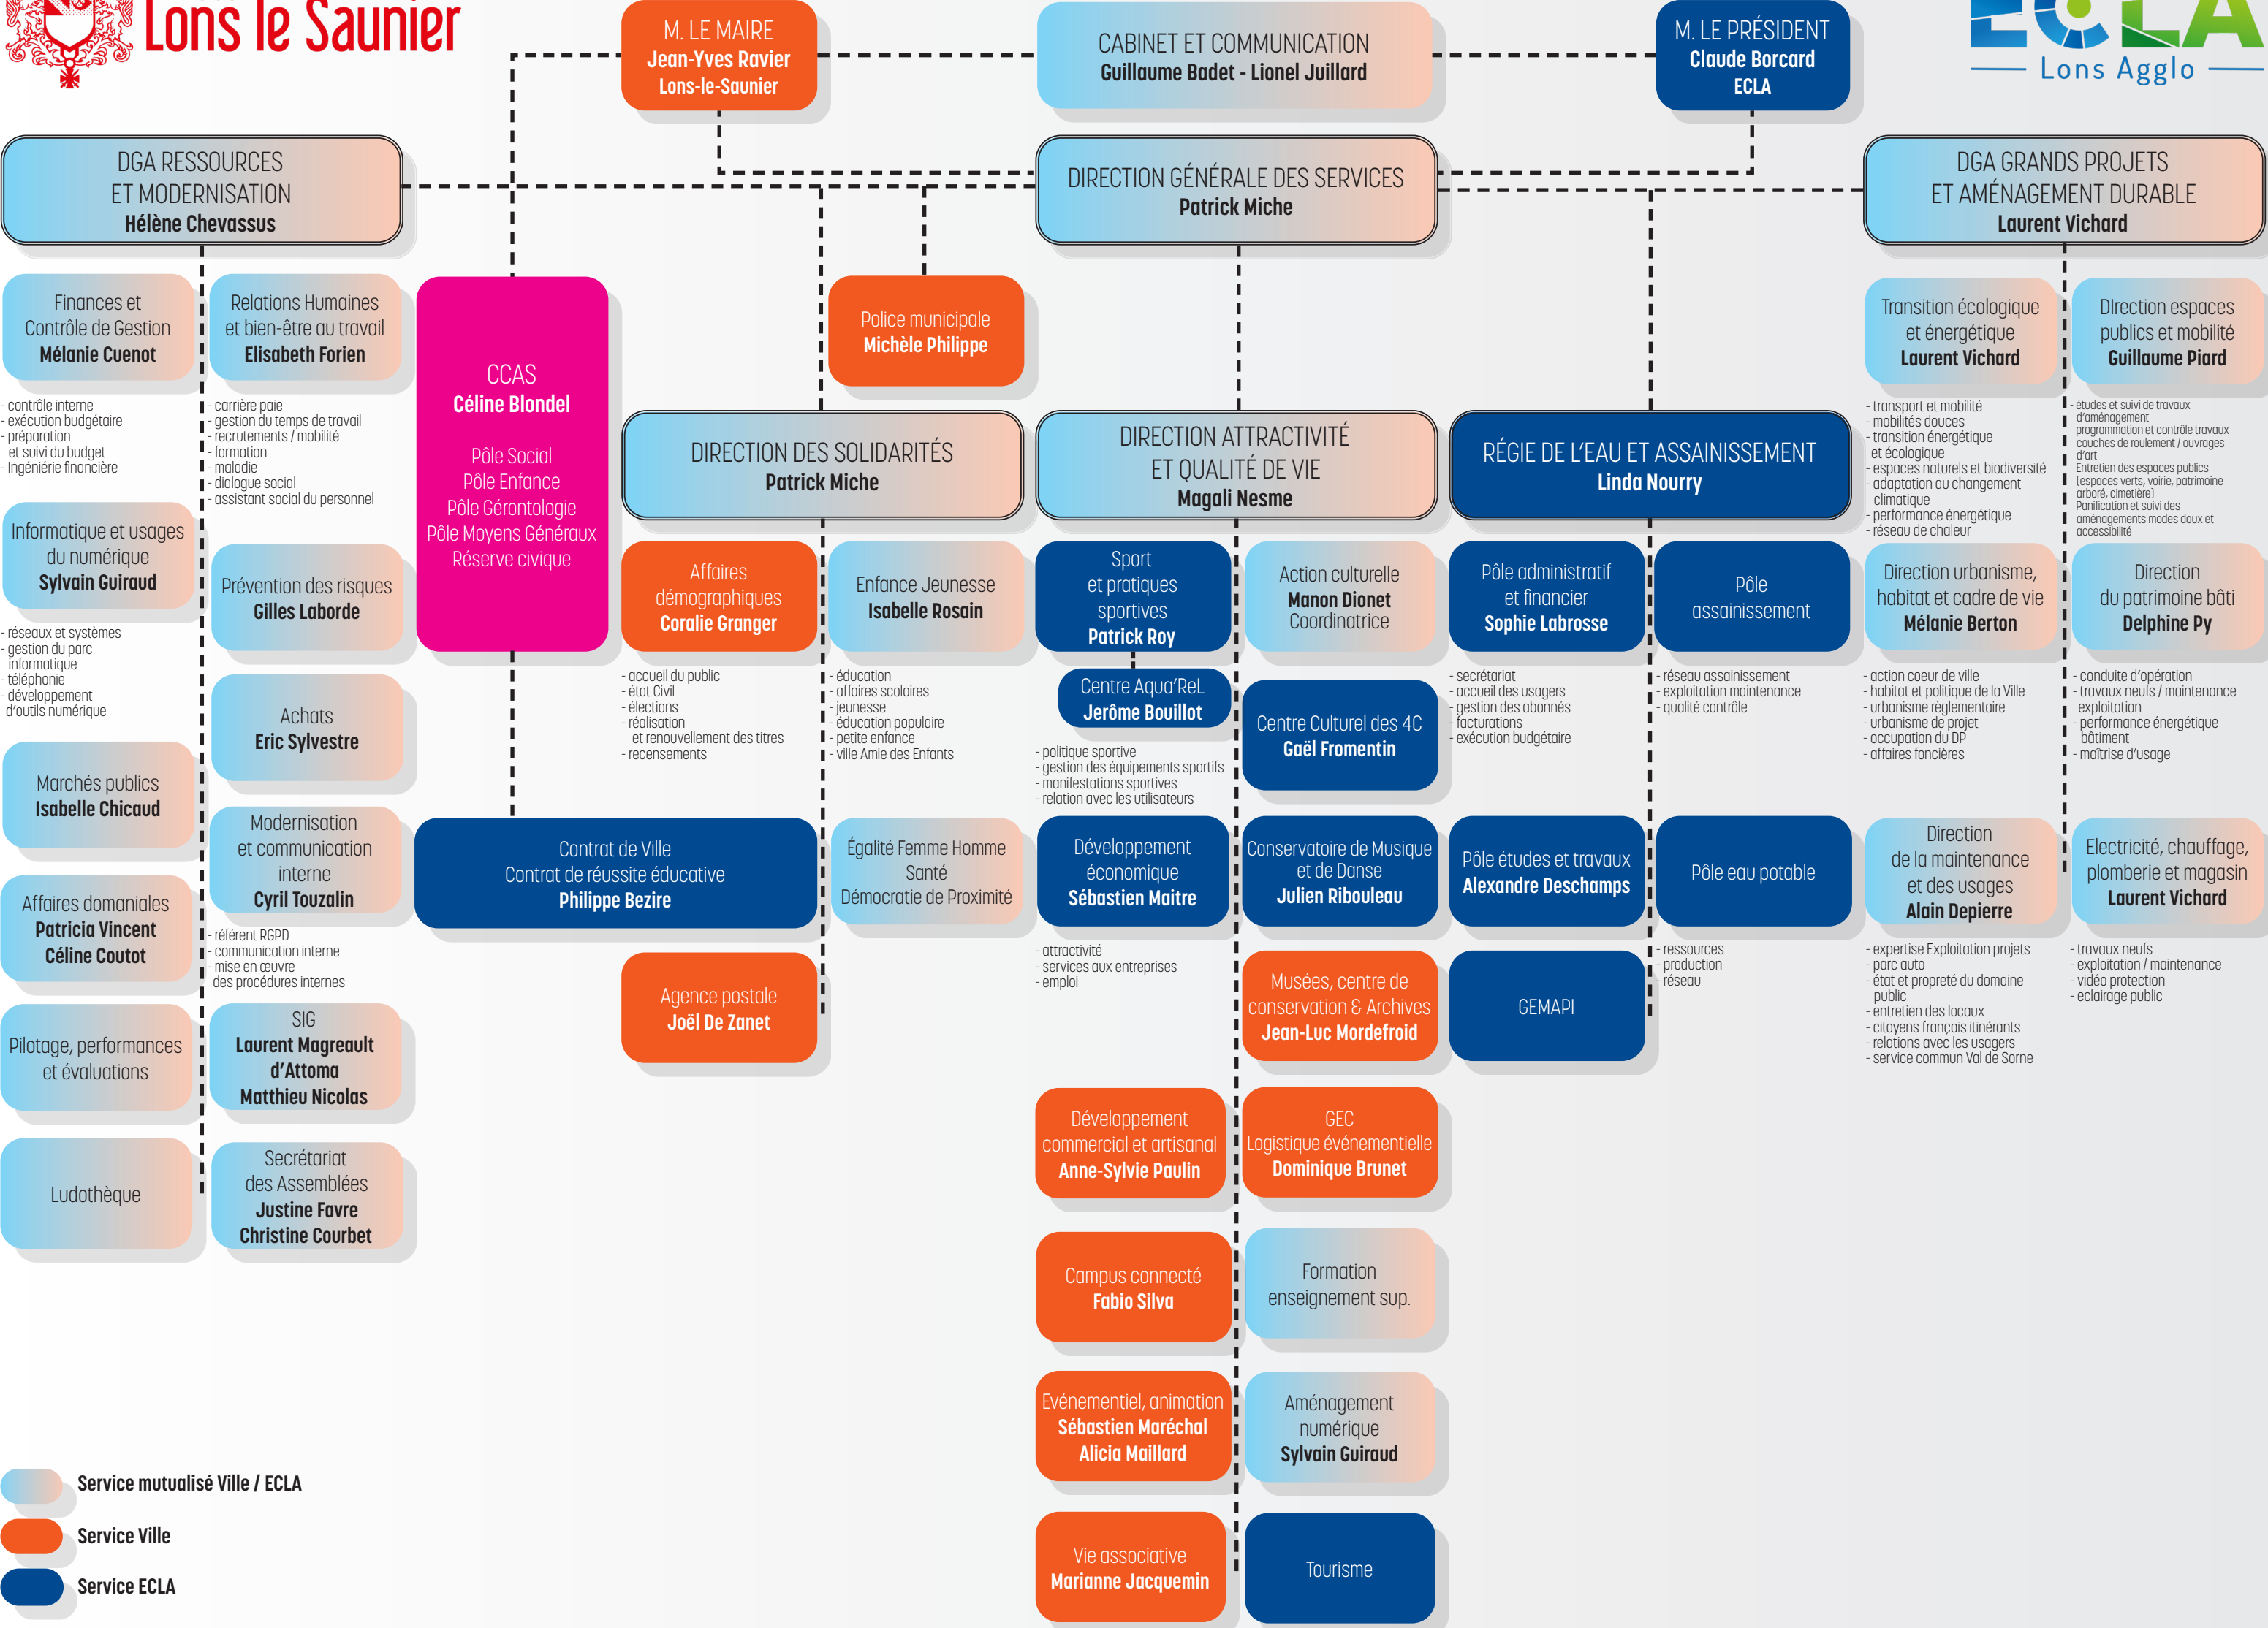 Lons le Saunier
M. LE MAIRE
Jean-Yves Ravier
Lons-le-Saunier
CABINET ET COMMUNICATION
Guillaume Badet - Lionel Juillard
M. LE PRÉSIDENT
Claude Borcard
ECLA
ECLA
Lons Agglo
DGA RESSOURCES
ET MODERNISATION
Hélène Chevassus
DIRECTION GÉNÉRALE DES SERVICES
Patrick Miche
DGA GRANDS PROJETS
ET AMÉNAGEMENT DURABLE
Laurent Vichard
Finances et
Contrôle de Gestion
Mélanie Cuenot
- contrôle interne
- exécution budgétaire
- préparation
et suivi du budget
- Ingéniérie financière
Relations Humaines
et bien-être au travail
Elisabeth Forien
- carrière paie
- gestion du temps de travail
- recrutements / mobilité
- formation
- maladie
- dialogue social
- assistant social du personnel
Informatique et usages
du numérique
Sylvain Guiraud
- réseaux et systèmes
- gestion du parc
informatique
- téléphonie
- développement
d'outils numérique
Prévention des risques
Gilles Laborde
Achats
Eric Sylvestre
Marchés publics
Isabelle Chicaud
Modernisation
et communication
interne
Cyril Touzalin
- référent RGPD
- communication interne
- mise en œuvre
des procédures internes
Affaires domaniales
Patricia Vincent
Céline Coutot
Pilotage, performances
et évaluations
SIG
Laurent Magreault
d'Attoma
Matthieu Nicolas
Ludothèque
Secrétariat
des Assemblées
Justine Favre
Christine Courbet
CCAS
Céline Blondel
Pôle Social
Pôle Enfance
Pôle Gérontologie
Pôle Moyens Généraux
Réserve civique
Police municipale
Michèle Philippe
DIRECTION DES SOLIDARITÉS
Patrick Miche
Affaires
démographiques
Coralie Granger
- accueil du public
- état Civil
- élections
- réalisation
et renouvellement des titres
- recensements
Enfance Jeunesse
Isabelle Rosain
- éducation
- affaires scolaires
- jeunesse
- éducation populaire
- petite enfance
- ville Amie des Enfants
Contrat de Ville
Contrat de réussite éducative
Philippe Bezire
Égalité Femme Homme
Santé
Démocratie de Proximité
Agence postale
Joël De Zanet
DIRECTION ATTRACTIVITÉ
ET QUALITÉ DE VIE
Magali Nesme
Sport
et pratiques
sportives
Patrick Roy
Centre Aqua'ReL
Jerôme Bouillot
- politique sportive
- gestion des équipements sportifs
- manifestations sportives
- relation avec les utilisateurs
Action culturelle
Manon Dionet
Coordinatrice
Centre Culturel des 4C
Gaël Fromentin
Développement
économique
Sébastien Maitre
- attractivité
- services aux entreprises
- emploi
Conservatoire de Musique
et de Danse
Julien Ribouleau
Musées, centre de
conservation & Archives
Jean-Luc Mordefroid
Développement
commercial et artisanal
Anne-Sylvie Paulin
GEC
Logistique événementielle
Dominique Brunet
Campus connecté
Fabio Silva
Formation
enseignement sup.
Evénementiel, animation
Sébastien Maréchal
Alicia Maillard
Aménagement
numérique
Sylvain Guiraud
Vie associative
Marianne Jacquemin
Tourisme
RÉGIE DE L'EAU ET ASSAINISSEMENT
Linda Nourry
Pôle administratif
et financier
Sophie Labrosse
- secrétariat
- accueil des usagers
- gestion des abonnés
- facturations
- exécution budgétaire
Pôle
assainissement
- réseau assainissement
- exploitation maintenance
- qualité contrôle
Pôle études et travaux
Alexandre Deschamps
Pôle eau potable
- ressources
- production
- réseau
GEMAPI
Transition écologique
et énergétique
Laurent Vichard
- transport et mobilité
- mobilités douces
- transition énergétique
et écologique
- espaces naturels et biodiversité
- adaptation au changement
climatique
- performance énergétique
- réseau de chaleur
DIrection espaces
publics et mobilité
Guillaume Piard
- études et suivi de travaux
d'aménagement
- programmation et contrôle travaux
couches de roulement / ouvrages
d'art
- Entretien des espaces publics
(espaces verts, voirie, patrimoine
arboré, cimetière)
- Panification et suivi des
aménagements modes doux et
accessibilité
Direction urbanisme,
habitat et cadre de vie
Mélanie Berton
- action coeur de ville
- habitat et politique de la Ville
- urbanisme règlementaire
- urbanisme de projet
- occupation du DP
- affaires foncières
Direction
du patrimoine bâti
Delphine Py
- conduite d'opération
- travaux neufs / maintenance
exploitation
- performance énergétique
bâtiment
- maîtrise d'usage
Direction
de la maintenance
et des usages
Alain Depierre
- expertise Exploitation projets
- parc auto
- état et propreté du domaine
public
- entretien des locaux
- citoyens français itinérants
- relations avec les usagers
- service commun Val de Sorne
Electricité, chauffage,
plomberie et magasin
Laurent Vichard
- travaux neufs
- exploitation / maintenance
- vidéo protection
- eclairage public
Service mutualisé Ville / ECLA
Service Ville
Service ECLA